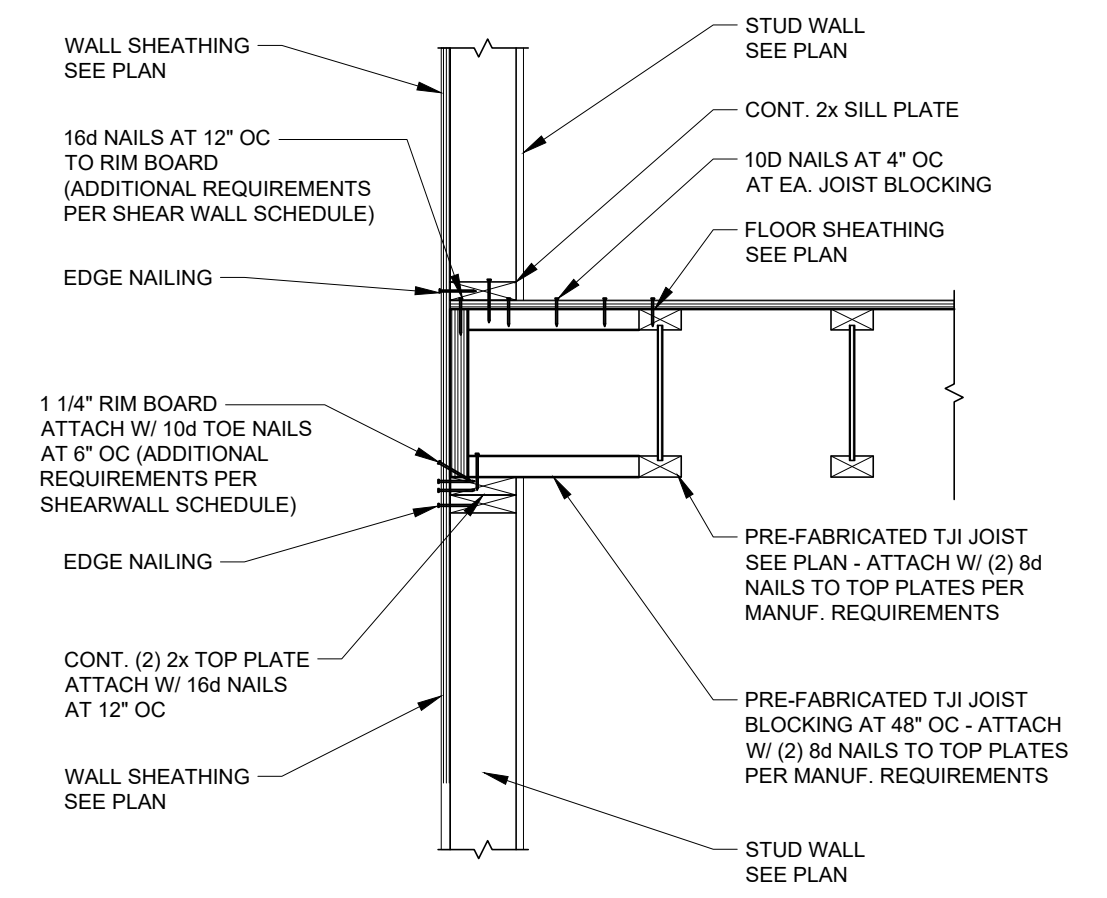 WALL SHEATHING
SEE PLAN
16d NAILS AT 12" OC
TO RIM BOARD
(ADDITIONAL REQUIREMENTS
PER SHEAR WALL SCHEDULE)
EDGE NAILING
1 1/4" RIM BOARD
ATTACH W/ 10d TOE NAILS
AT 6" OC (ADDITIONAL
REQUIREMENTS PER
SHEARWALL SCHEDULE)
EDGE NAILING
CONT. (2) 2x TOP PLATE
ATTACH W/ 16d NAILS
AT 12" OC
WALL SHEATHING
SEE PLAN
STUD WALL
SEE PLAN
CONT. 2x SILL PLATE
10D NAILS AT 4" OC
AT EA. JOIST BLOCKING
FLOOR SHEATHING
SEE PLAN
PRE-FABRICATED TJI JOIST
SEE PLAN - ATTACH W/ (2) 8d
NAILS TO TOP PLATES PER
MANUF. REQUIREMENTS
PRE-FABRICATED TJI JOIST
BLOCKING AT 48" OC - ATTACH
W/ (2) 8d NAILS TO TOP PLATES
PER MANUF. REQUIREMENTS
STUD WALL
SEE PLAN